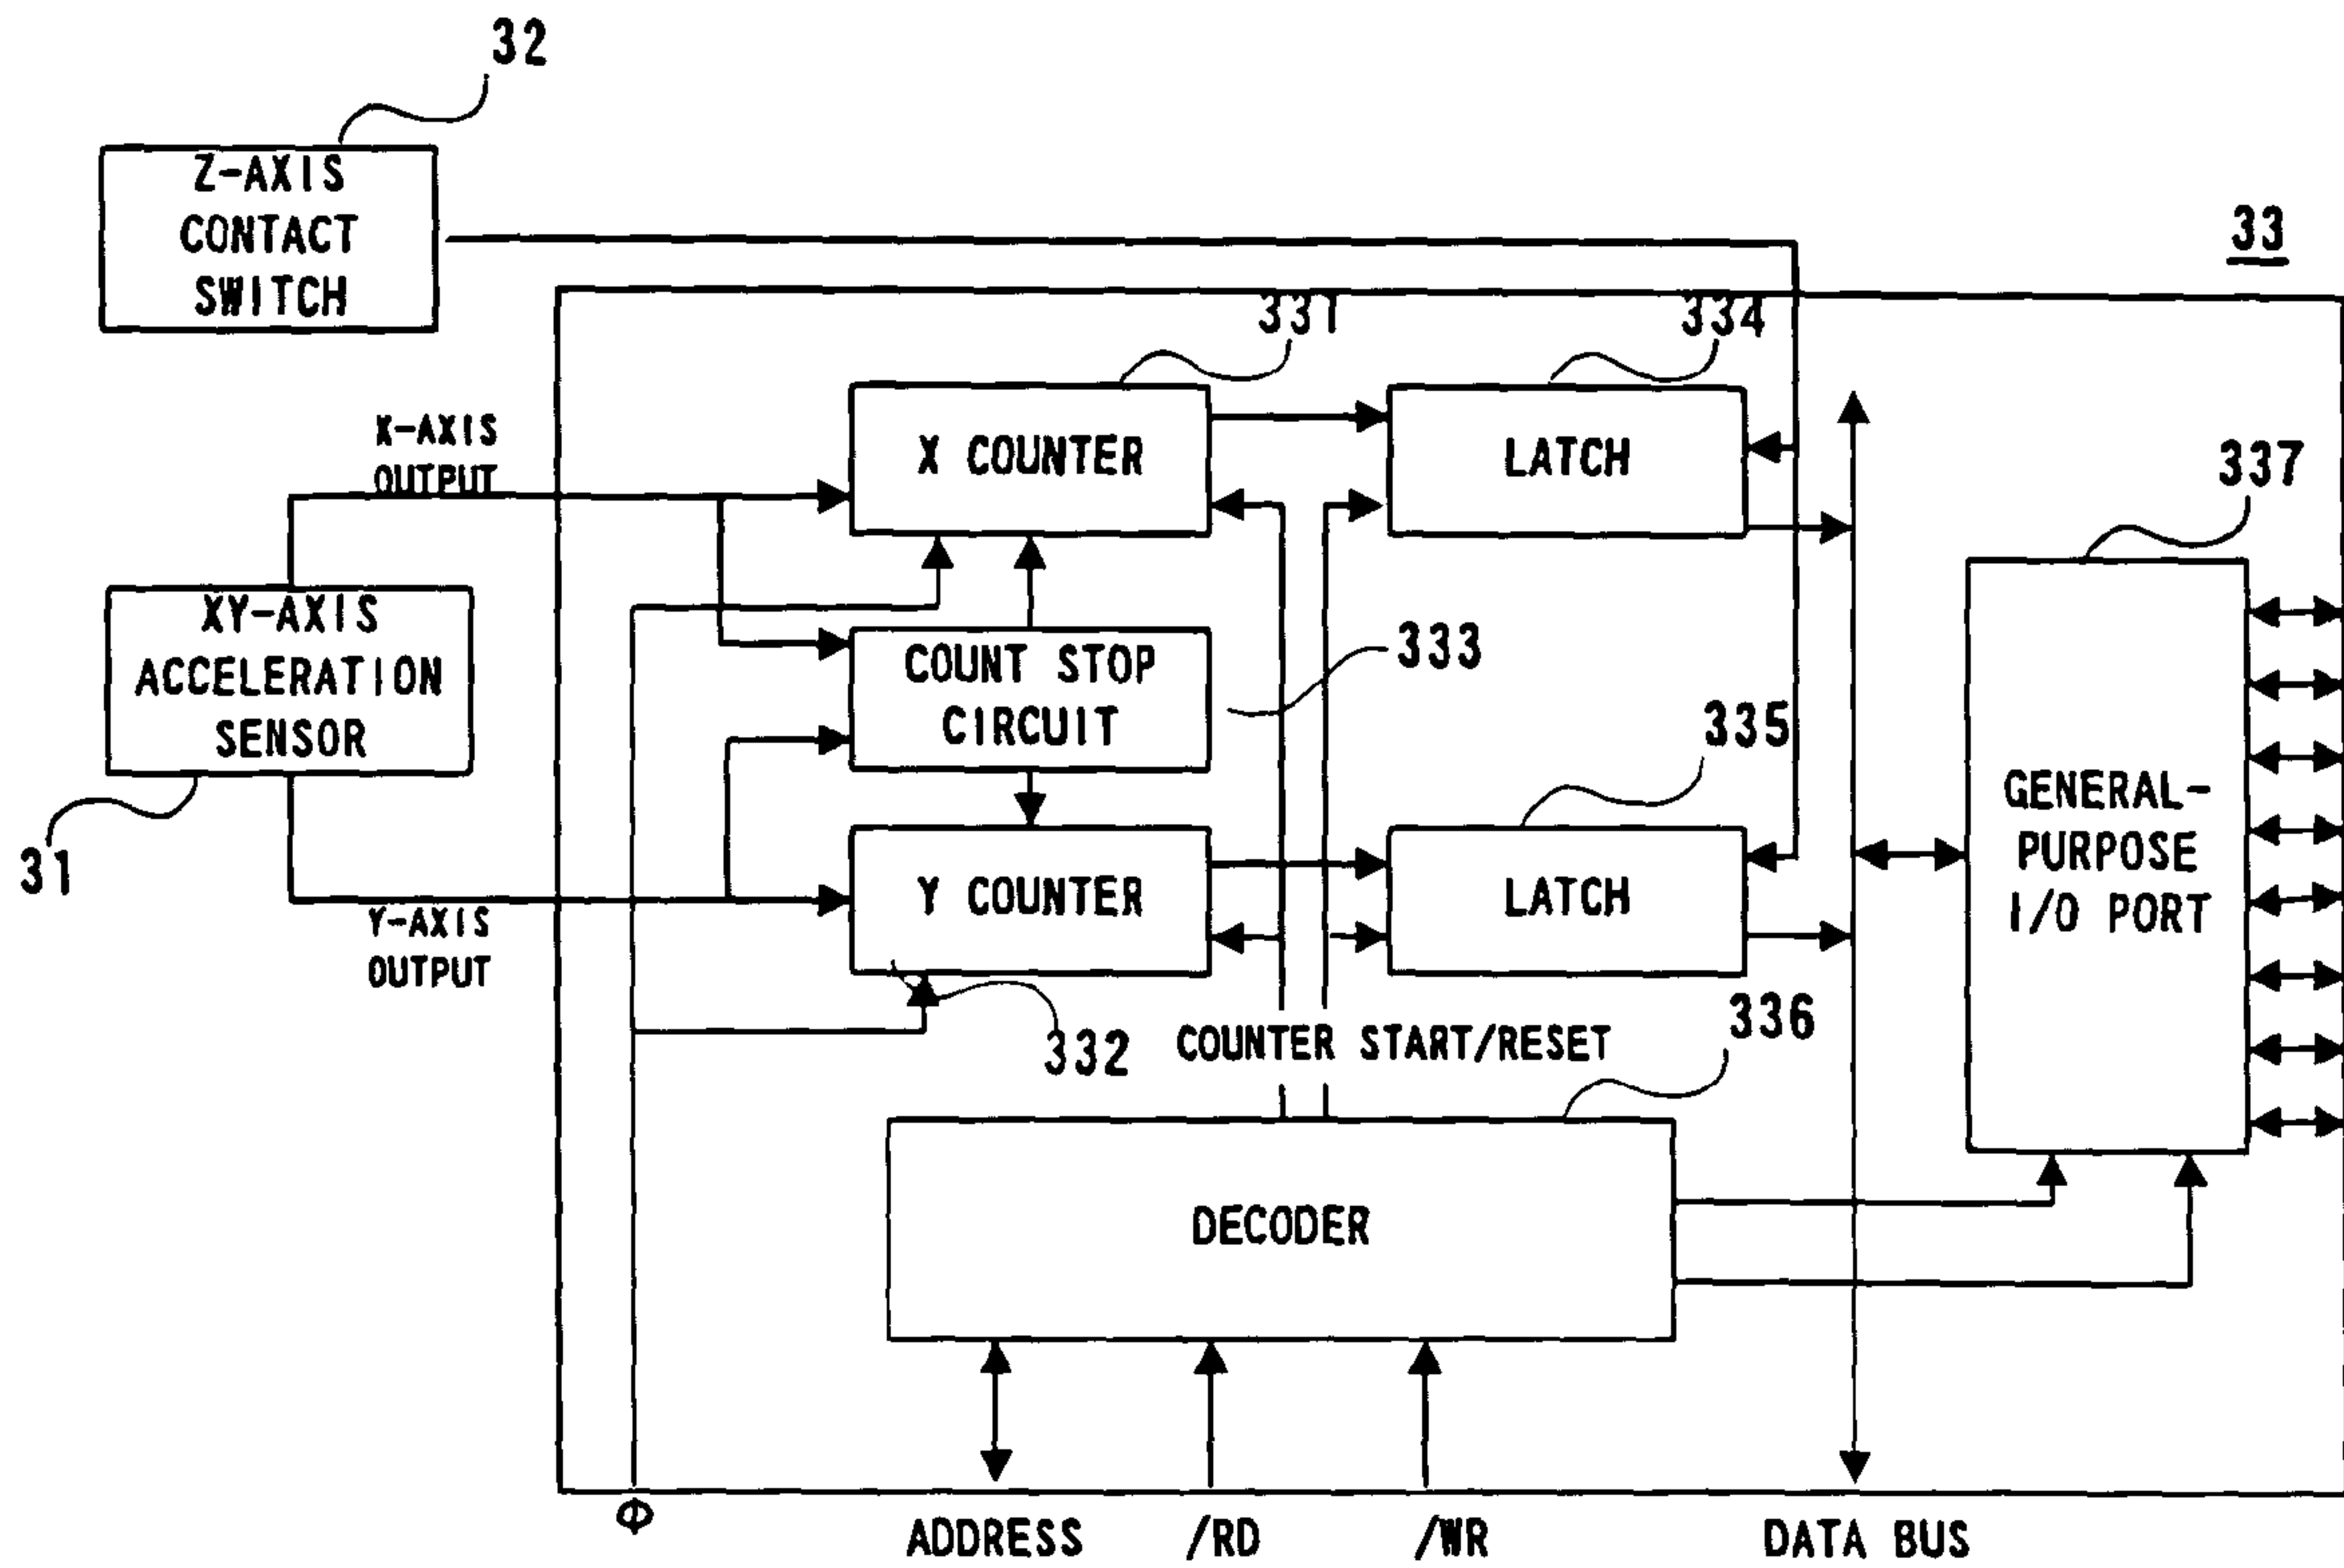 32
Z-AXIS
CONTACT
SWITCH
33
331
334
X-AXIS
OUTPUT
X COUNTER
LATCH
337
XY-AXIS
ACCELERATION
SENSOR
COUNT STOP
CIRCUIT
333
335
GENERAL-
PURPOSE
I/O PORT
31
Y COUNTER
LATCH
Y-AXIS
OUTPUT
332
COUNTER START/RESET
336
DECODER
Φ
ADDRESS
/RD
/WR
DATA BUS